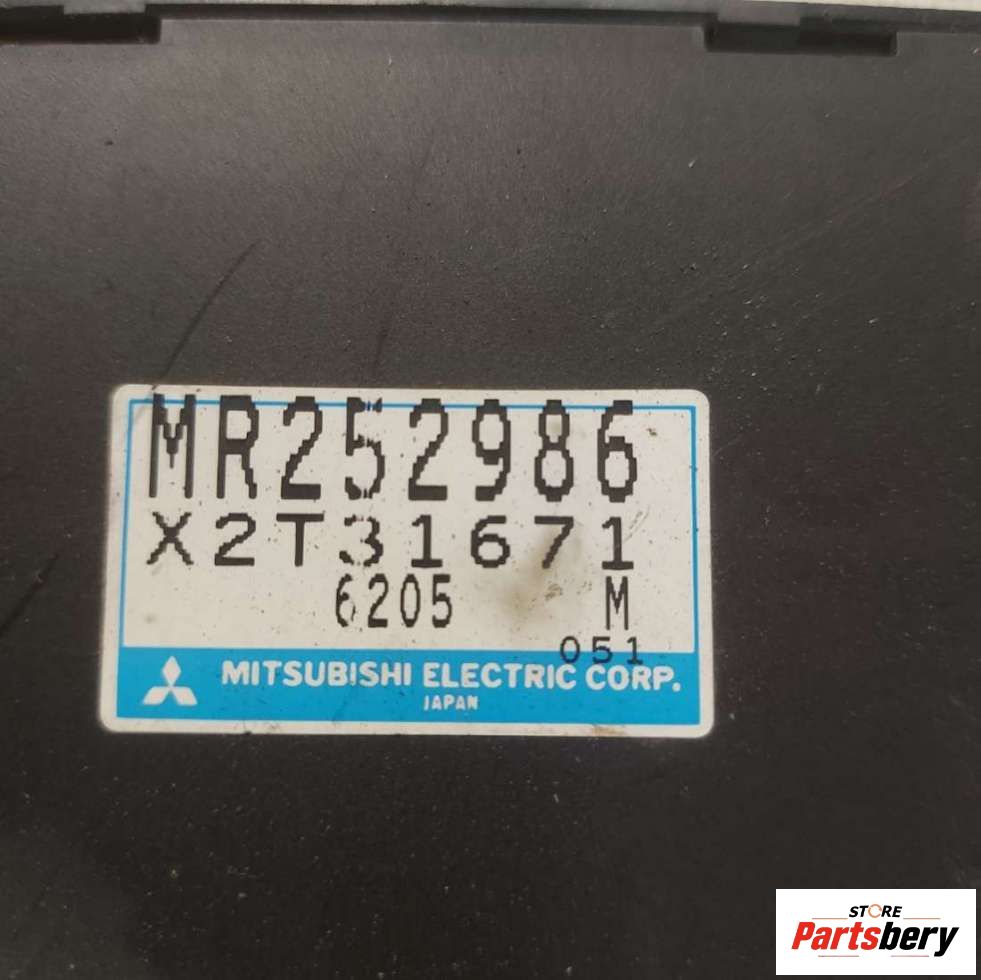 MR252986
X2T31671
6205 M
051
MITSUBISHI ELECTRIC CORP.
JAPAN
STORE
Partsbery